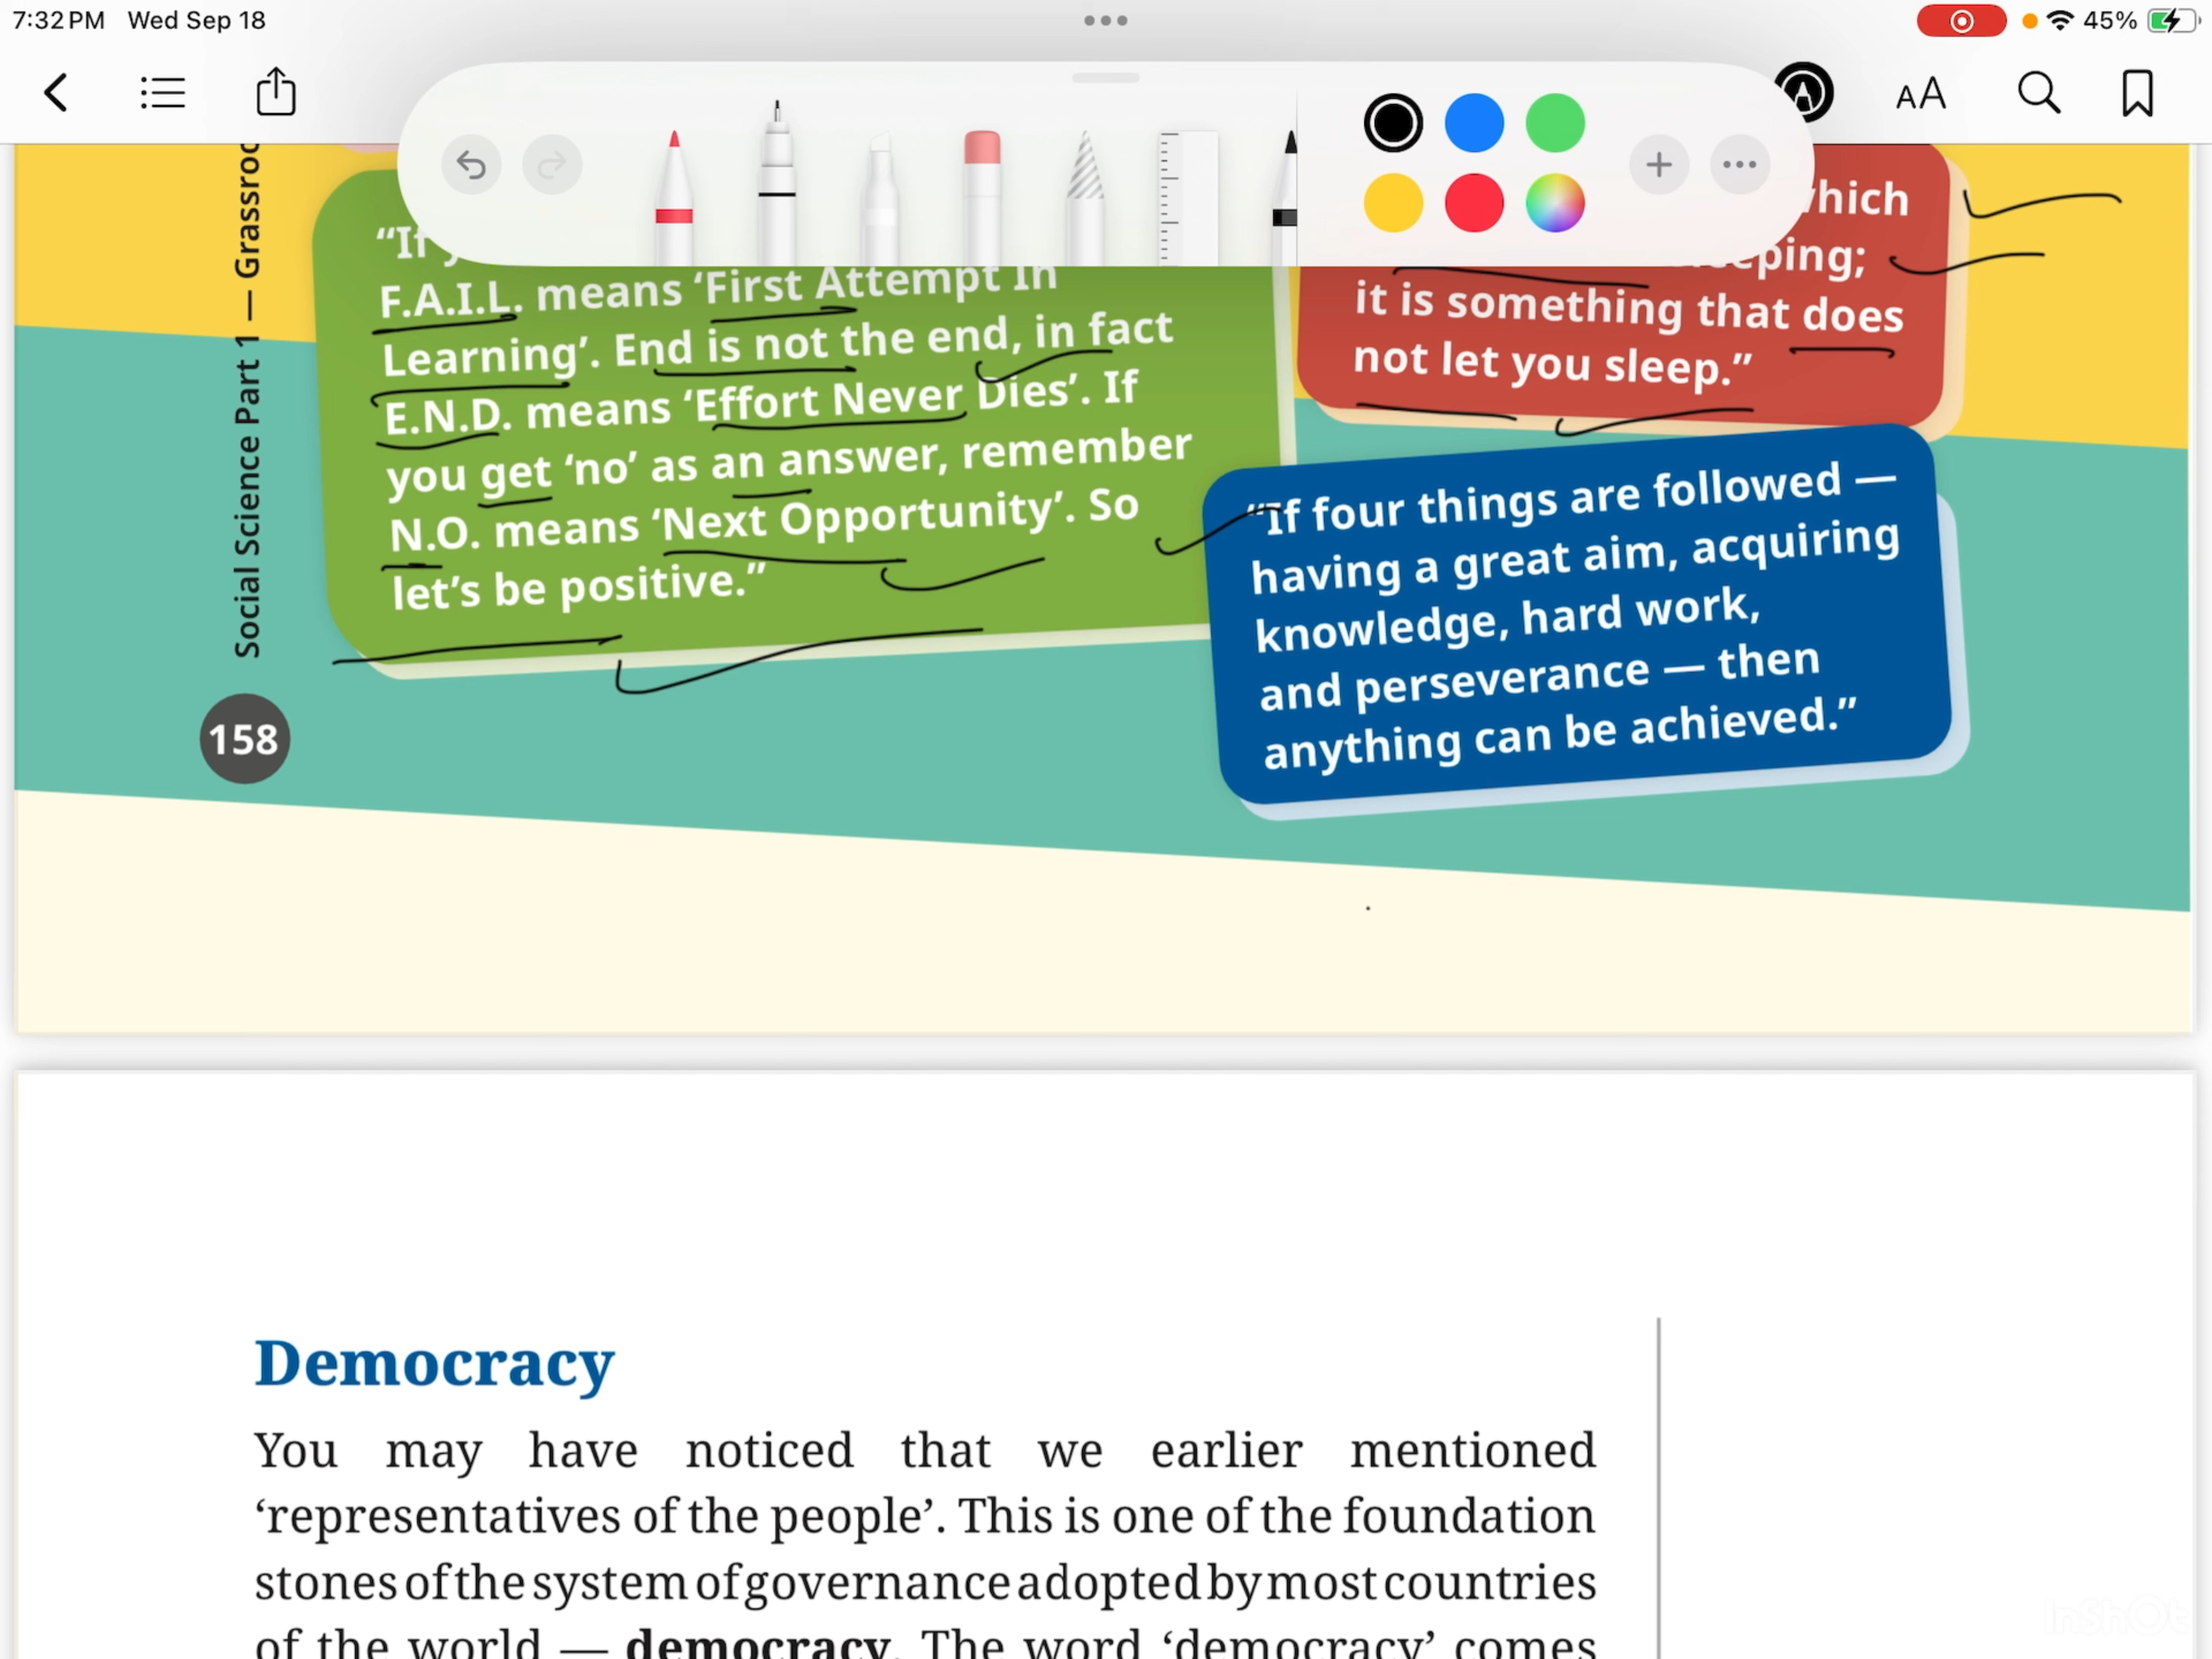 7:32 PM Wed Sep 18
45%
AA
Social Science Part 1 —
“If
F.A.I.L. means ‘First Attempt In
Learning’. End is not the end, in fact
E.N.D. means ‘Effort Never Dies’. If
you get ‘no’ as an answer, remember
N.O. means ‘Next Opportunity’. So
let’s be positive.”
which
it is something that does
not let you sleep.”
“If four things are followed —
having a great aim, acquiring
knowledge, hard work,
and perseverance — then
anything can be achieved.”
158
Democracy
You may have noticed that we earlier mentioned
‘representatives of the people’. This is one of the foundation
stones of the system of governance adopted by most countries
of the world — democracy. The word ‘democracy’ comes
InShOt